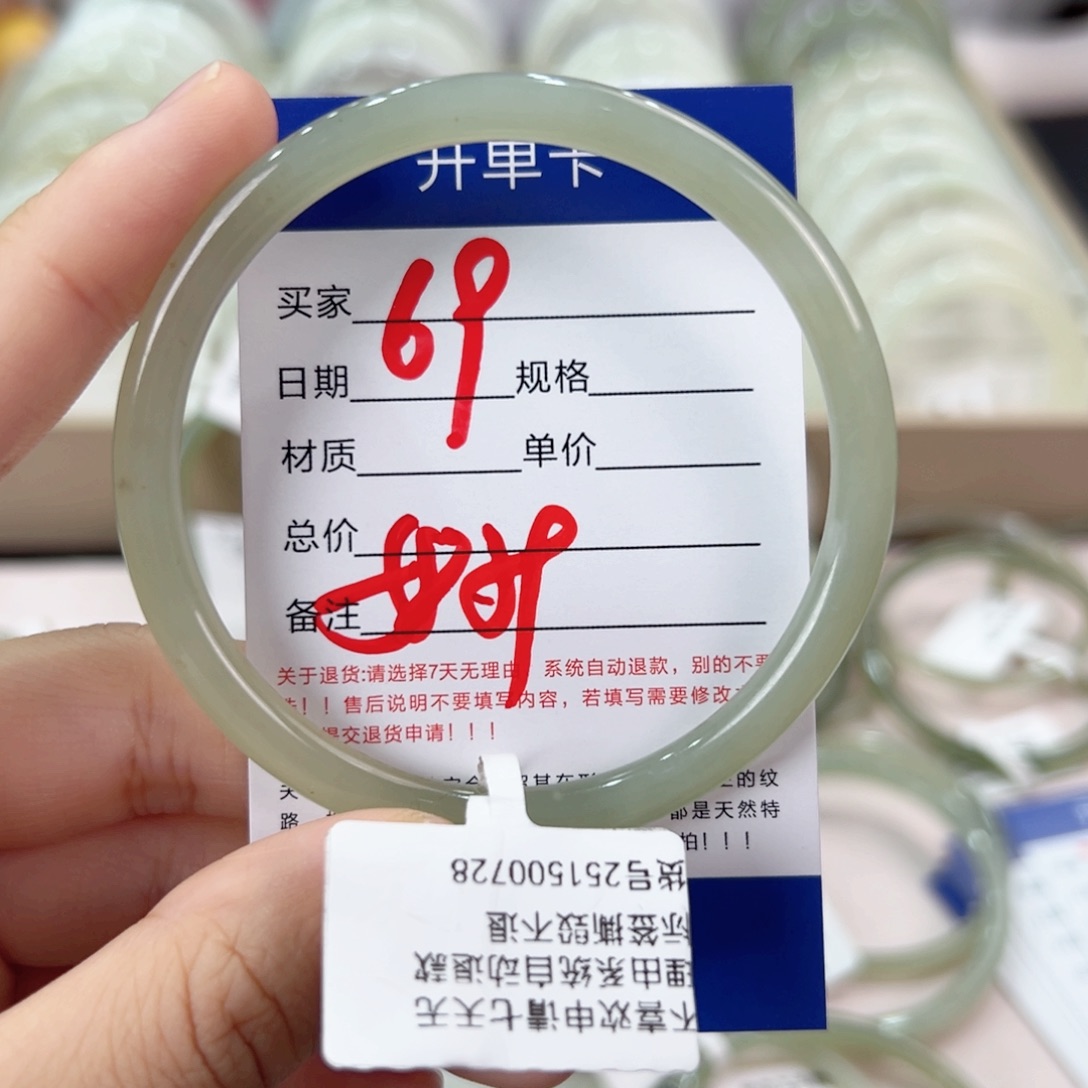 开单卡
买家 69
日期 规格
材质 单价
总价
备注
关于退货:请选择7天无理由 系统自动退款，别的不要
！！售后说明不要填写内容，若填写需要修改
提交退货申请！！！
的纹
路 都是天然特
拍！！！
货号251500728
标签撕毁不退
理由系统自动退款
不喜欢申请七天无